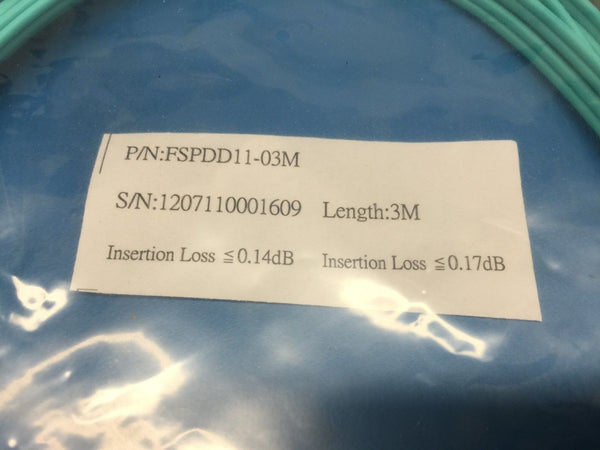 P/N:FSPDD11-03M
S/N:1207110001609 Length:3M
Insertion Loss ≦0.14dB Insertion Loss ≦0.17dB